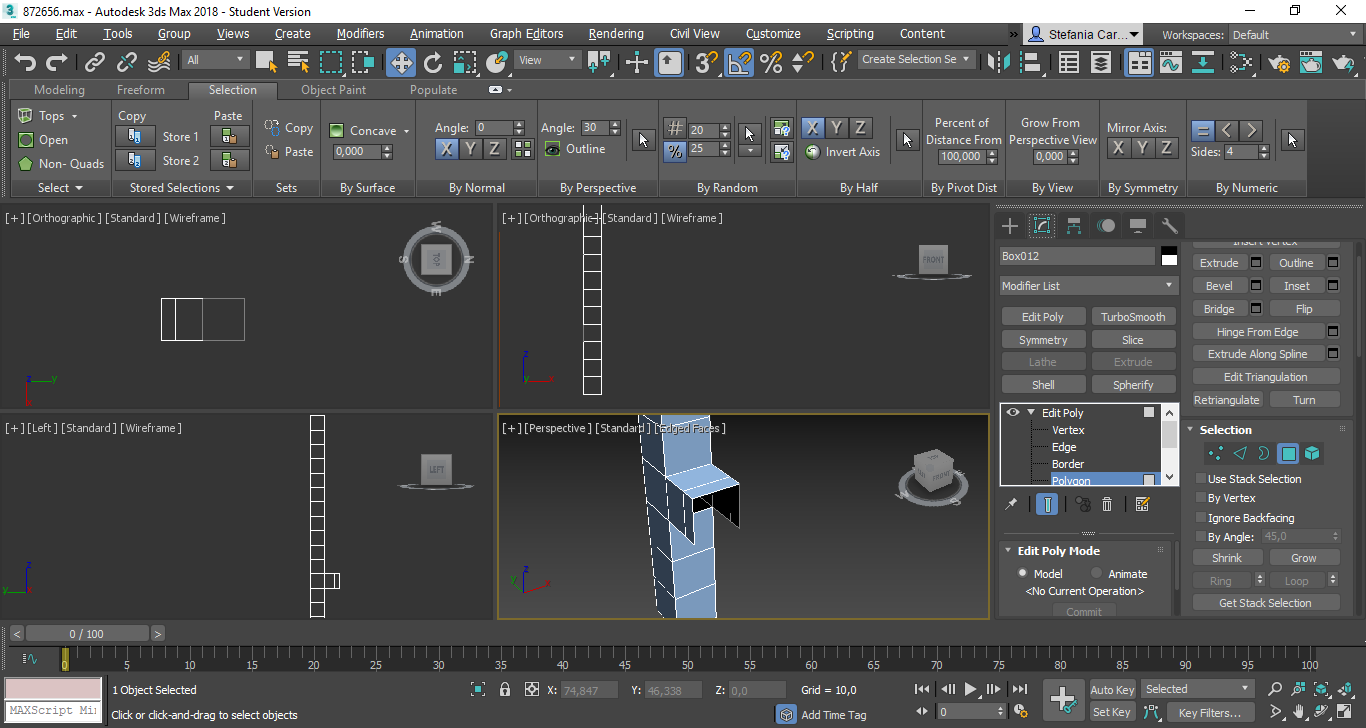 872656.max - Autodesk 3ds Max 2018 - Student Version
File Edit Tools Group Views Create Modifiers Animation Graph Editors Rendering Civil View Customize Scripting Content » Stefania Car... Workspaces: Default
All View Create Selection Se
Modeling Freeform Selection Object Paint Populate
Tops Copy Paste Copy Concave Angle: 0 Angle: 30 # 20 X Y Z Percent of Grow From Mirror Axis: = < >
Open Store 1 Paste 0,000 X Y Z Outline % 25 Invert Axis Distance From Perspective View X Y Z Sides: 4
Non- Quads Store 2 100,000 0,000
Select Stored Selections Sets By Surface By Normal By Perspective By Random By Half By Pivot Dist By View By Symmetry By Numeric
[+] [Orthographic ] [Standard ] [Wireframe ]
W
S TOP N
E
z y
x
[+] [Orthographic ] [Standard ] [Wireframe ]
FRONT
z
y x
[+] [Left ] [Standard ] [Wireframe ]
LEFT
z
y
[+] [Perspective ] [Standard ] [Edged Faces ]
FRONT
W S
z
y x
Box012
Modifier List
Edit Poly TurboSmooth
Symmetry Slice
Lathe Extrude
Shell Spherify
Edit Poly
Vertex
Edge
Border
Polygon
Edit Poly Mode
Model Animate
<No Current Operation>
Commit
Insert Vertex
Extrude Outline
Bevel Inset
Bridge Flip
Hinge From Edge
Extrude Along Spline
Edit Triangulation
Retriangulate Turn
Selection
Use Stack Selection
By Vertex
Ignore Backfacing
By Angle: 45,0
Shrink Grow
Ring Loop
Get Stack Selection
< 0 / 100 >
0 5 10 15 20 25 30 35 40 45 50 55 60 65 70 75 80 85 90 95 100
1 Object Selected X: 74,847 Y: 46,338 Z: 0,0 Grid = 10,0 Auto Key Selected
MAXScript Mi Click or click-and-drag to select objects Add Time Tag 0 Set Key Key Filters...